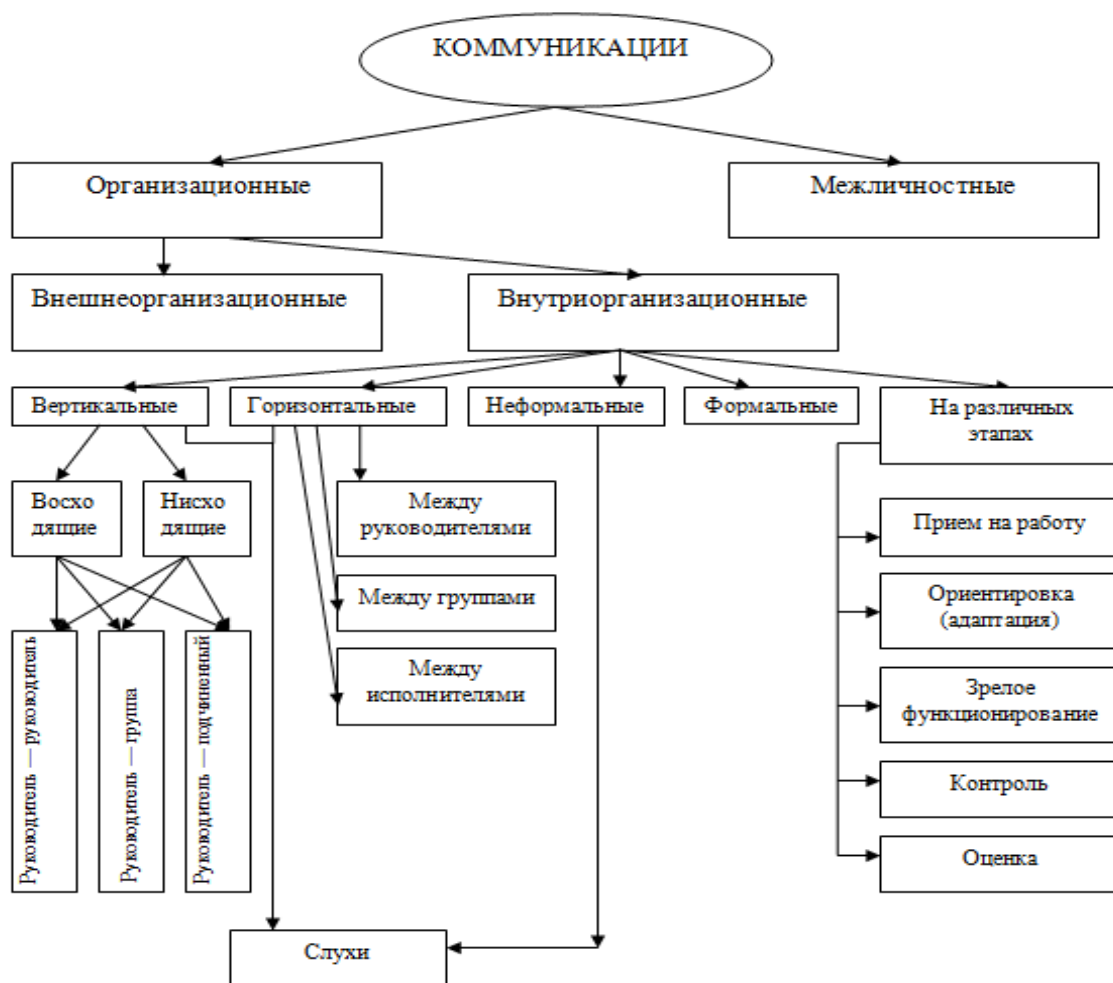 КОММУНИКАЦИИ
Организационные
Межличностные
Внешнеорганизационные
Внутриорганизационные
Вертикальные
Горизонтальные
Неформальные
Формальные
На различных
этапах
Восхо
дящие
Нисхо
дящие
Между
руководителями
Между группами
Между
исполнителями
Руководитель — руководитель
Руководитель — группа
Руководитель — подчиненный
Прием на работу
Ориентировка
(адаптация)
Зрелое
функционирование
Контроль
Оценка
Слухи